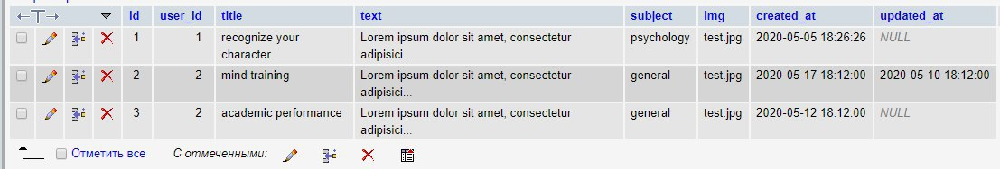 id user_id title text subject img created_at updated_at
1 1 recognize your Lorem ipsum dolor sit amet, consectetur psychology test.jpg 2020-05-05 18:26:26 NULL
character adipisici...
2 2 mind training Lorem ipsum dolor sit amet, consectetur general test.jpg 2020-05-17 18:12:00 2020-05-10 18:12:00
adipisici...
3 2 academic performance Lorem ipsum dolor sit amet, consectetur general test.jpg 2020-05-12 18:12:00 NULL
adipisici...
Отметить все С отмеченными: